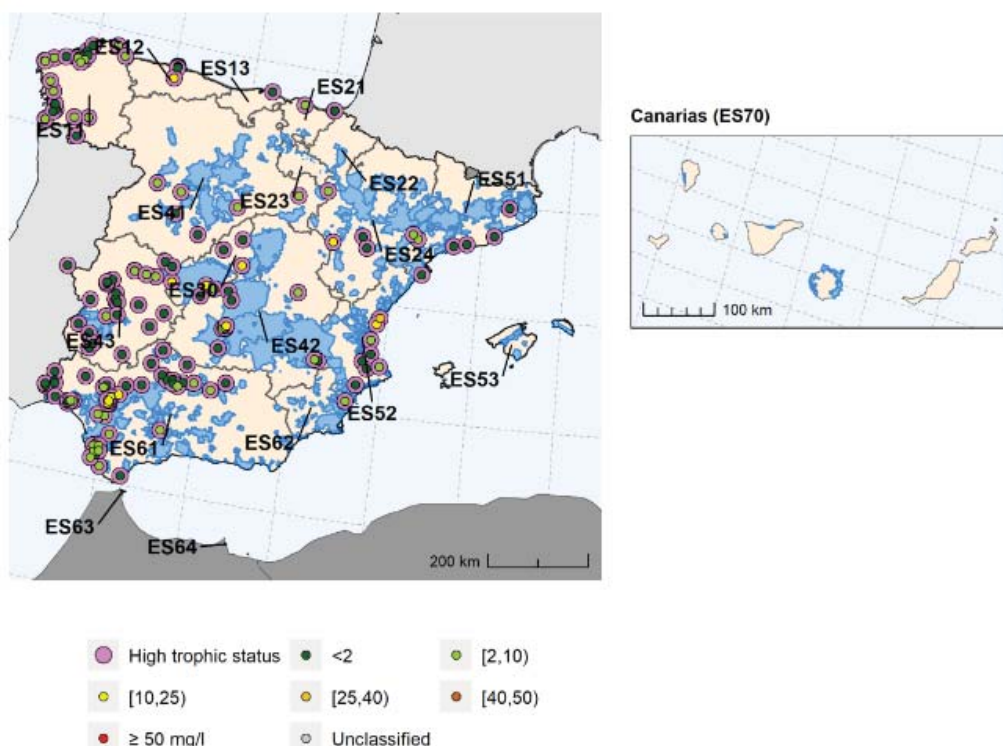 ES12
ES13
ES21
ES11
Canarias (ES70)
ES51
ES22
ES23
ES41
ES24
ES30
100 km
ES43
ES42
ES53
ES52
ES61
ES62
ES63
ES64
200 km
High trophic status <2 [2,10)
[10,25) [25,40) [40,50)
≥ 50 mg/l Unclassified